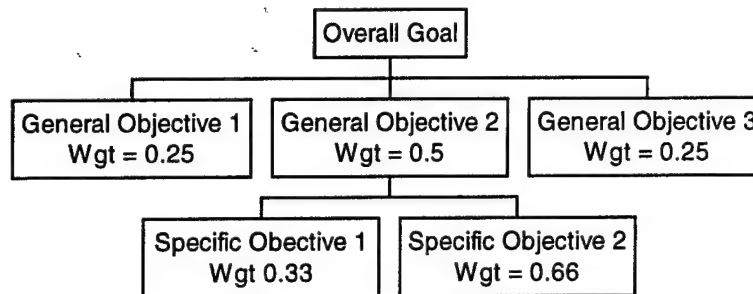 Overall Goal
General Objective 1
Wgt = 0.25
General Objective 2
Wgt = 0.5
General Objective 3
Wgt = 0.25
Specific Obective 1
Wgt 0.33
Specific Objective 2
Wgt = 0.66